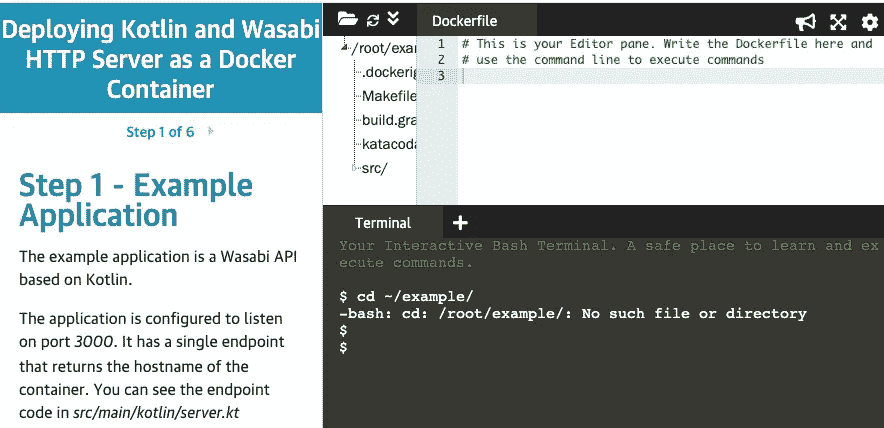 Deploying Kotlin and Wasabi
HTTP Server as a Docker
Container
Step 1 of 6
Step 1 - Example
Application
The example application is a Wasabi API
based on Kotlin.
The application is configured to listen
on port 3000. It has a single endpoint
that returns the hostname of the
container. You can see the endpoint
code in src/main/kotlin/server.kt
/root/exa
.dockeri
Makefile
build.gra
katacoda
src/
Dockerfile
1 # This is your Editor pane. Write the Dockerfile here and
2 # use the command line to execute commands
3
Terminal +
Your Interactive Bash Terminal. A safe place to learn and ex
ecute commands.
$ cd ~/example/
-bash: cd: /root/example/: No such file or directory
$
$